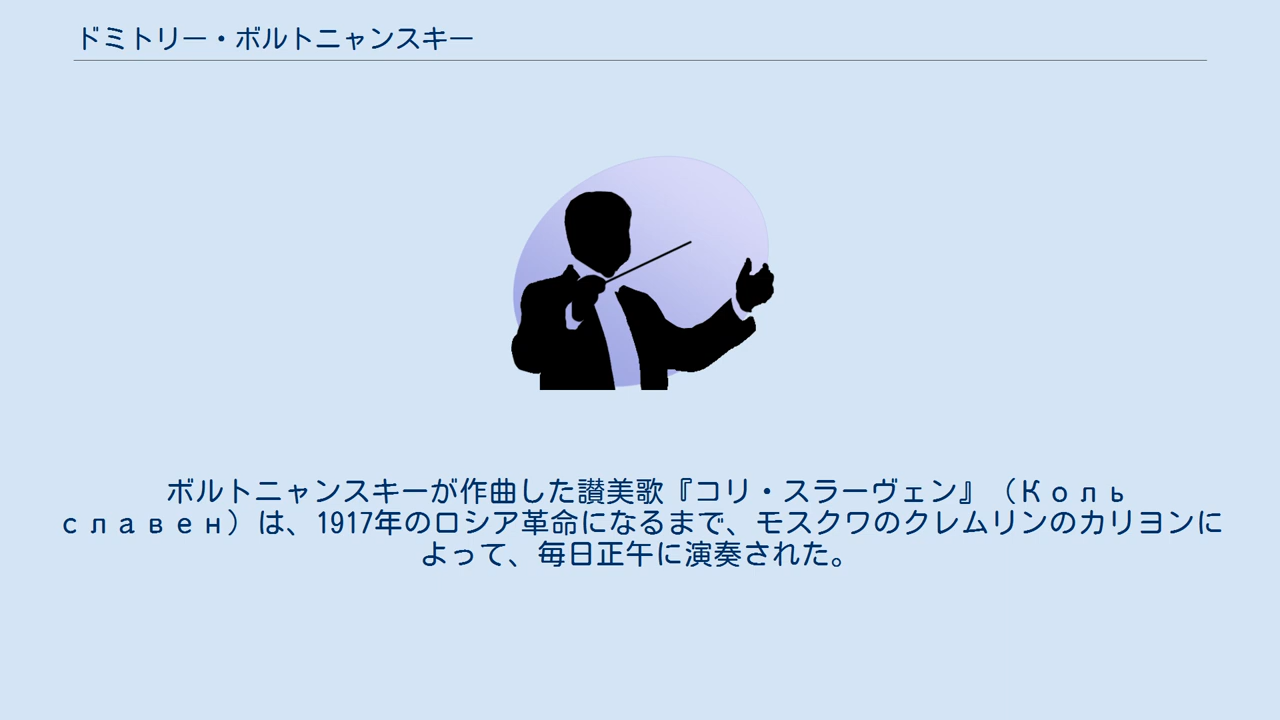 ドミトリー・ボルトニャンスキー
ボルトニャンスキーが作曲した讃美歌『コリ・スラーヴェン』（Коль
славен）は、1917年のロシア革命になるまで、モスクワのクレムリンのカリヨンに
よって、毎日正午に演奏された。